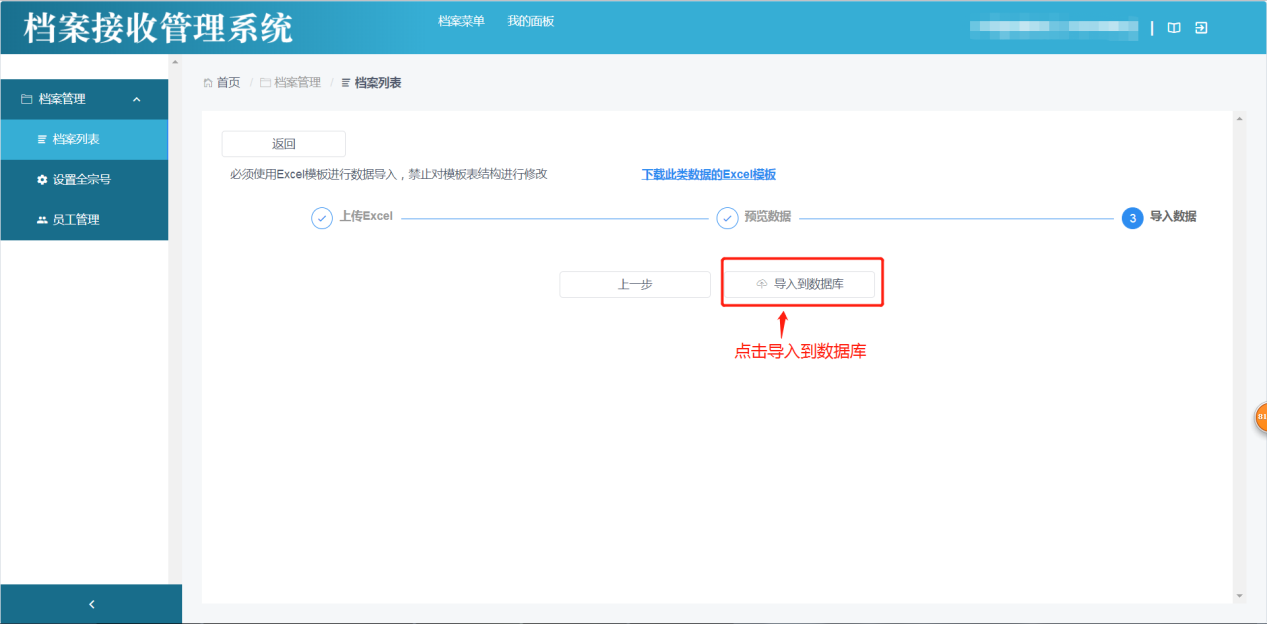 档案接收管理系统
档案菜单 我的面板
首页 / 档案管理 / 档案列表
档案管理
档案列表
设置全宗号
员工管理
返回
必须使用Excel模板进行数据导入，禁止对模板表结构进行修改 下载此类数据的Excel模板
上传Excel 预览数据 3 导入数据
上一步 导入到数据库
点击导入到数据库